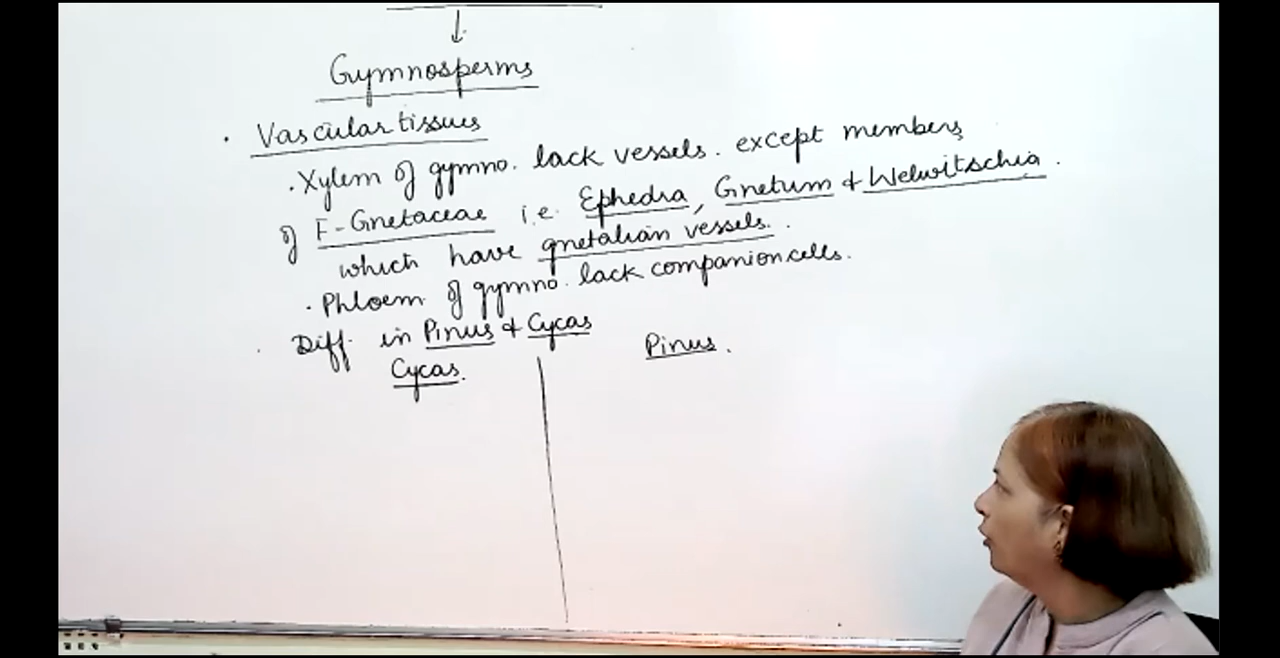 Gymnosperms
. Vascular tissues
. Xylem of gymno. lack vessels. except members
of F-Gnetaceae i.e. Ephedra, Gnetum & Welwitschia.
which have gnetalian vessels.
. Phloem of gymno. lack companion cells.
. Diff. in Pinus & Cycas
Cycas. Pinus.